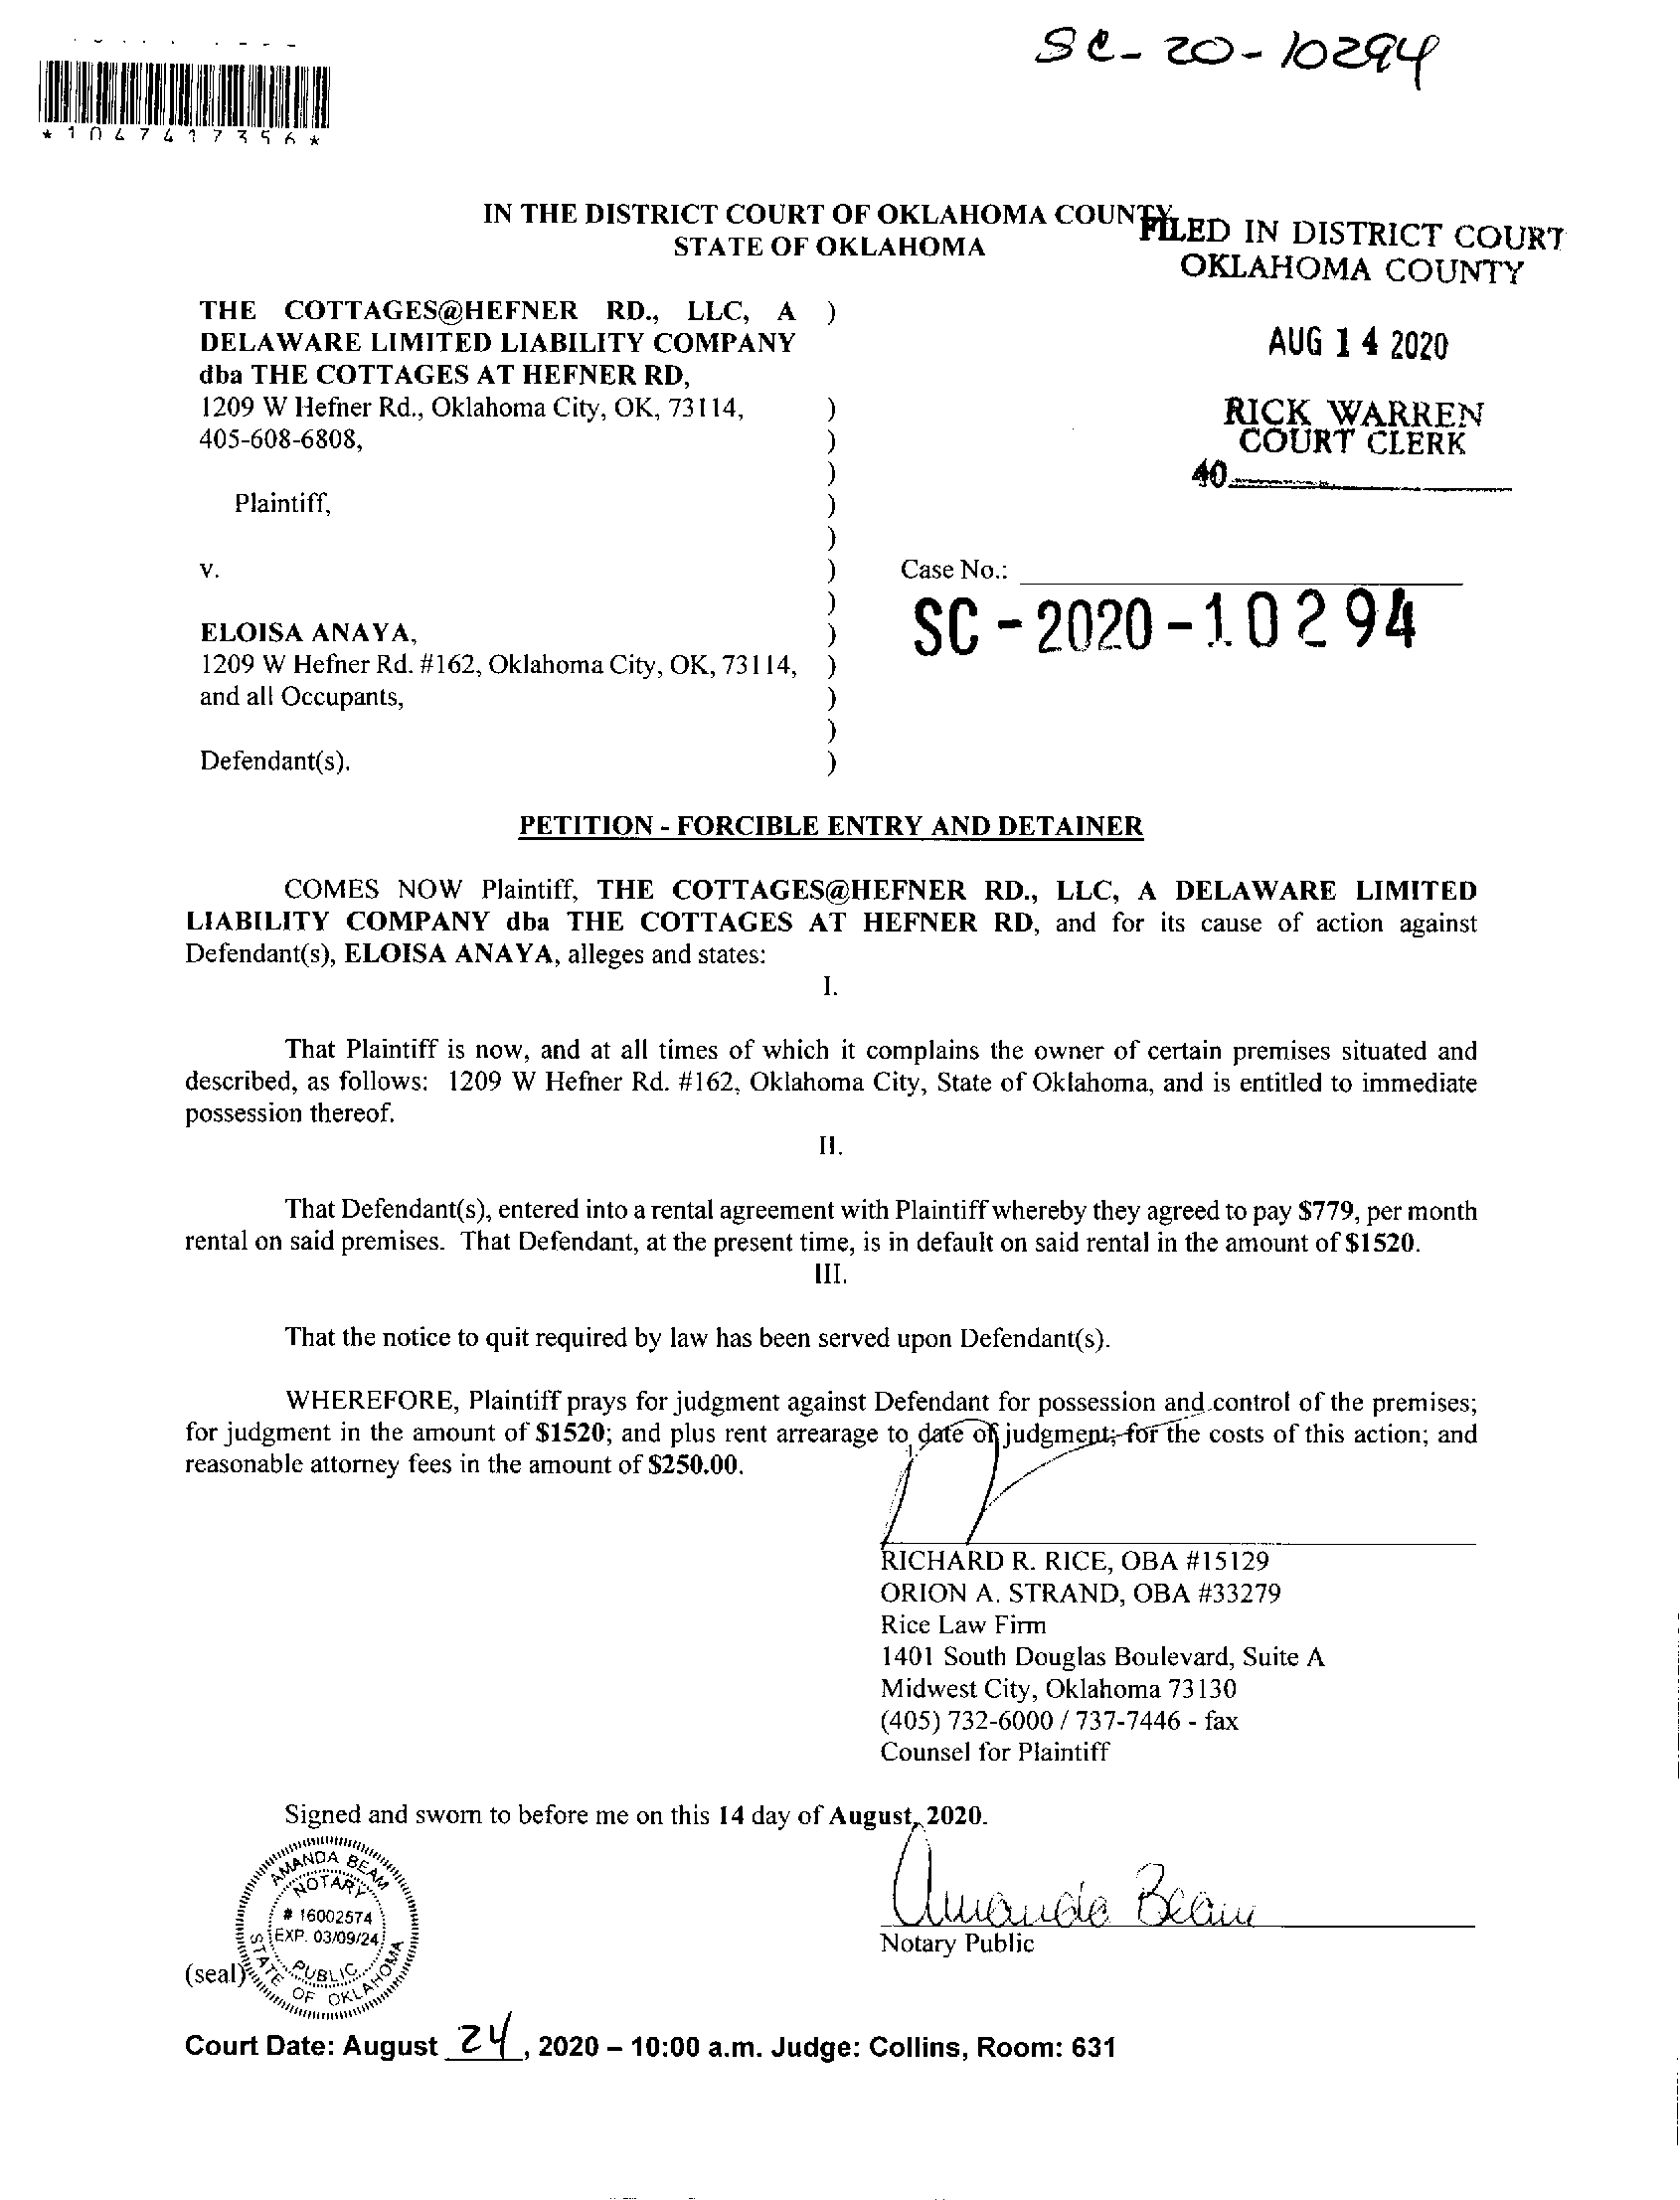 SC-20-10294
*1047417356*
IN THE DISTRICT COURT OF OKLAHOMA COUNTY
STATE OF OKLAHOMA
FILED IN DISTRICT COURT
OKLAHOMA COUNTY
AUG 14 2020
RICK WARREN
COURT CLERK
40
THE COTTAGES@HEFNER RD., LLC, A )
DELAWARE LIMITED LIABILITY COMPANY
dba THE COTTAGES AT HEFNER RD,
1209 W Hefner Rd., Oklahoma City, OK, 73114, )
405-608-6808, )
)
Plaintiff, )
)
v. ) Case No.:
) SC-2020-10294
ELOISA ANAYA, )
1209 W Hefner Rd. #162, Oklahoma City, OK, 73114, )
and all Occupants, )
)
Defendant(s). )
PETITION - FORCIBLE ENTRY AND DETAINER
COMES NOW Plaintiff, THE COTTAGES@HEFNER RD., LLC, A DELAWARE LIMITED
LIABILITY COMPANY dba THE COTTAGES AT HEFNER RD, and for its cause of action against
Defendant(s), ELOISA ANAYA, alleges and states:
I.
That Plaintiff is now, and at all times of which it complains the owner of certain premises situated and
described, as follows: 1209 W Hefner Rd. #162, Oklahoma City, State of Oklahoma, and is entitled to immediate
possession thereof.
II.
That Defendant(s), entered into a rental agreement with Plaintiff whereby they agreed to pay $779, per month
rental on said premises. That Defendant, at the present time, is in default on said rental in the amount of $1520.
III.
That the notice to quit required by law has been served upon Defendant(s).
WHEREFORE, Plaintiff prays for judgment against Defendant for possession and control of the premises;
for judgment in the amount of $1520; and plus rent arrearage to date of judgment; for the costs of this action; and
reasonable attorney fees in the amount of $250.00.
RICHARD R. RICE, OBA #15129
ORION A. STRAND, OBA #33279
Rice Law Firm
1401 South Douglas Boulevard, Suite A
Midwest City, Oklahoma 73130
(405) 732-6000 / 737-7446 - fax
Counsel for Plaintiff
Signed and sworn to before me on this 14 day of August, 2020.
AMANDA BEAM
NOTARY
# 16002574
EXP. 03/09/24
PUBLIC
STATE OF OKLAHOMA
Amanda Beam
Notary Public
(seal)
Court Date: August 24, 2020 – 10:00 a.m. Judge: Collins, Room: 631